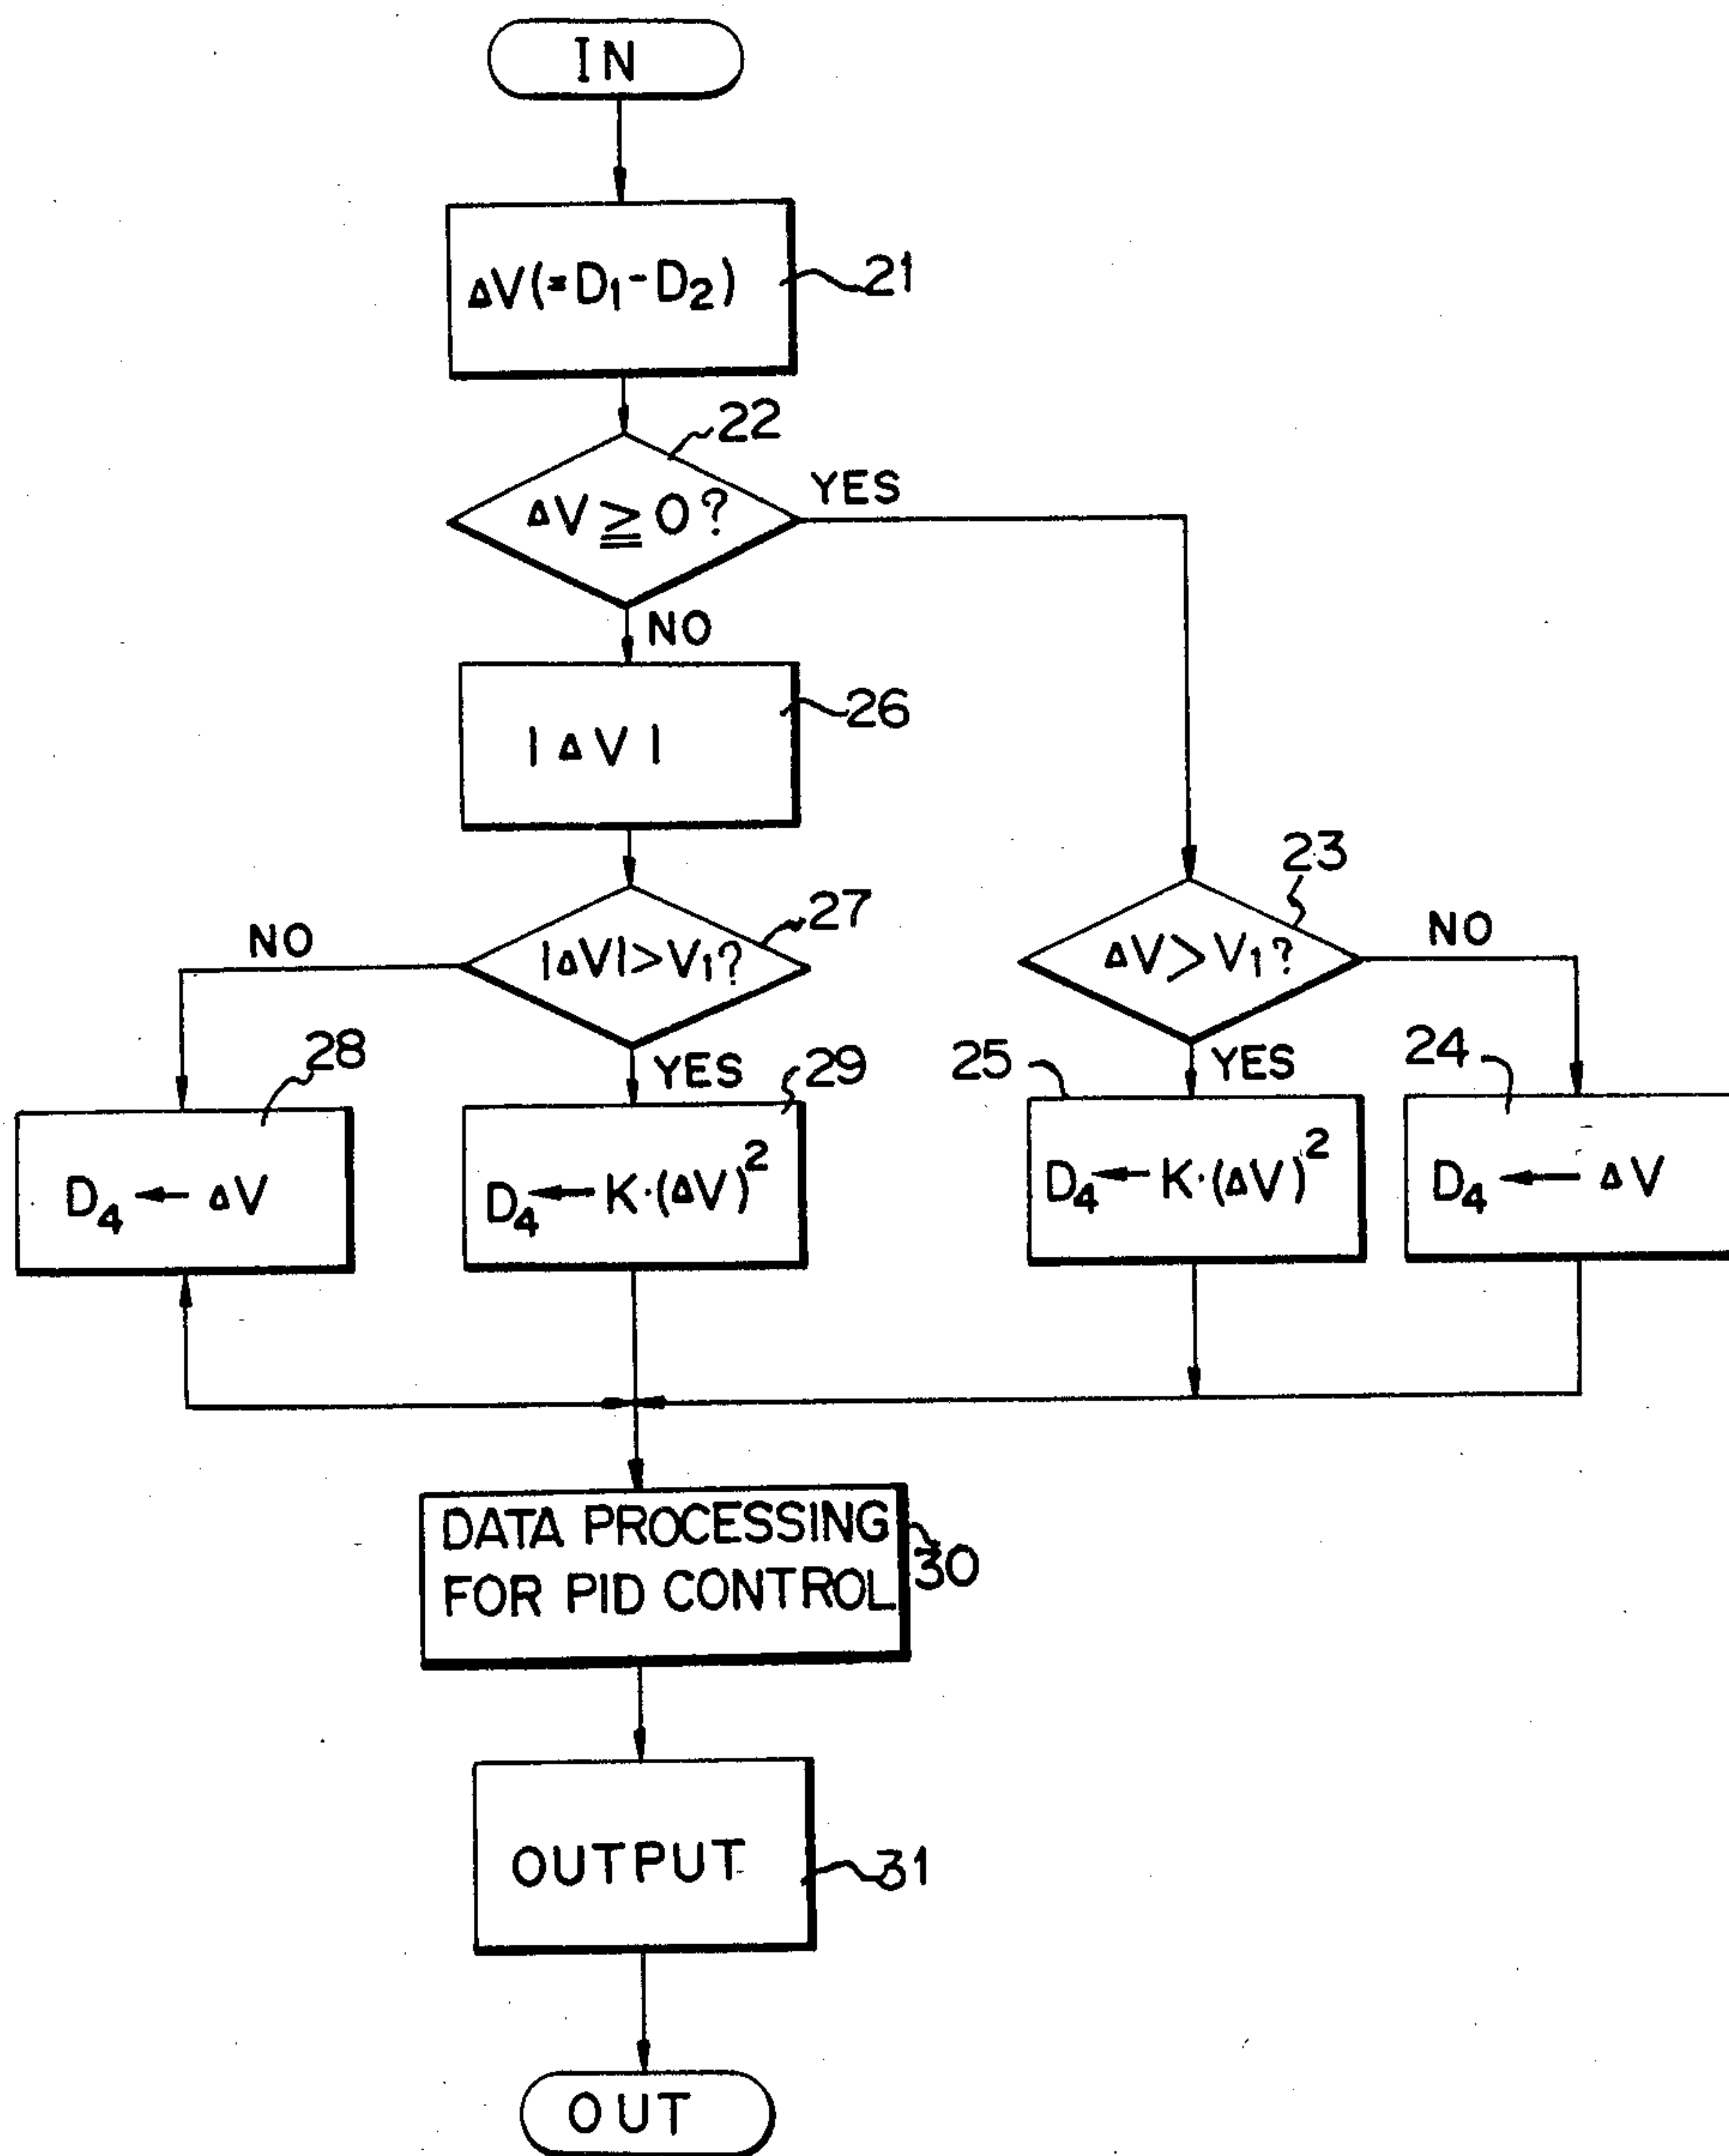 IN
ΔV(=D₁-D₂)
21
22
ΔV≧0?
YES
NO
26
|ΔV|
23
27
NO
|ΔV|>V₁?
ΔV>V₁?
NO
28
YES
29
25
YES
24
D₄←ΔV
D₄←K·(ΔV)²
D₄←K·(ΔV)²
D₄←ΔV
DATA PROCESSING
FOR PID CONTROL
30
OUTPUT
31
OUT